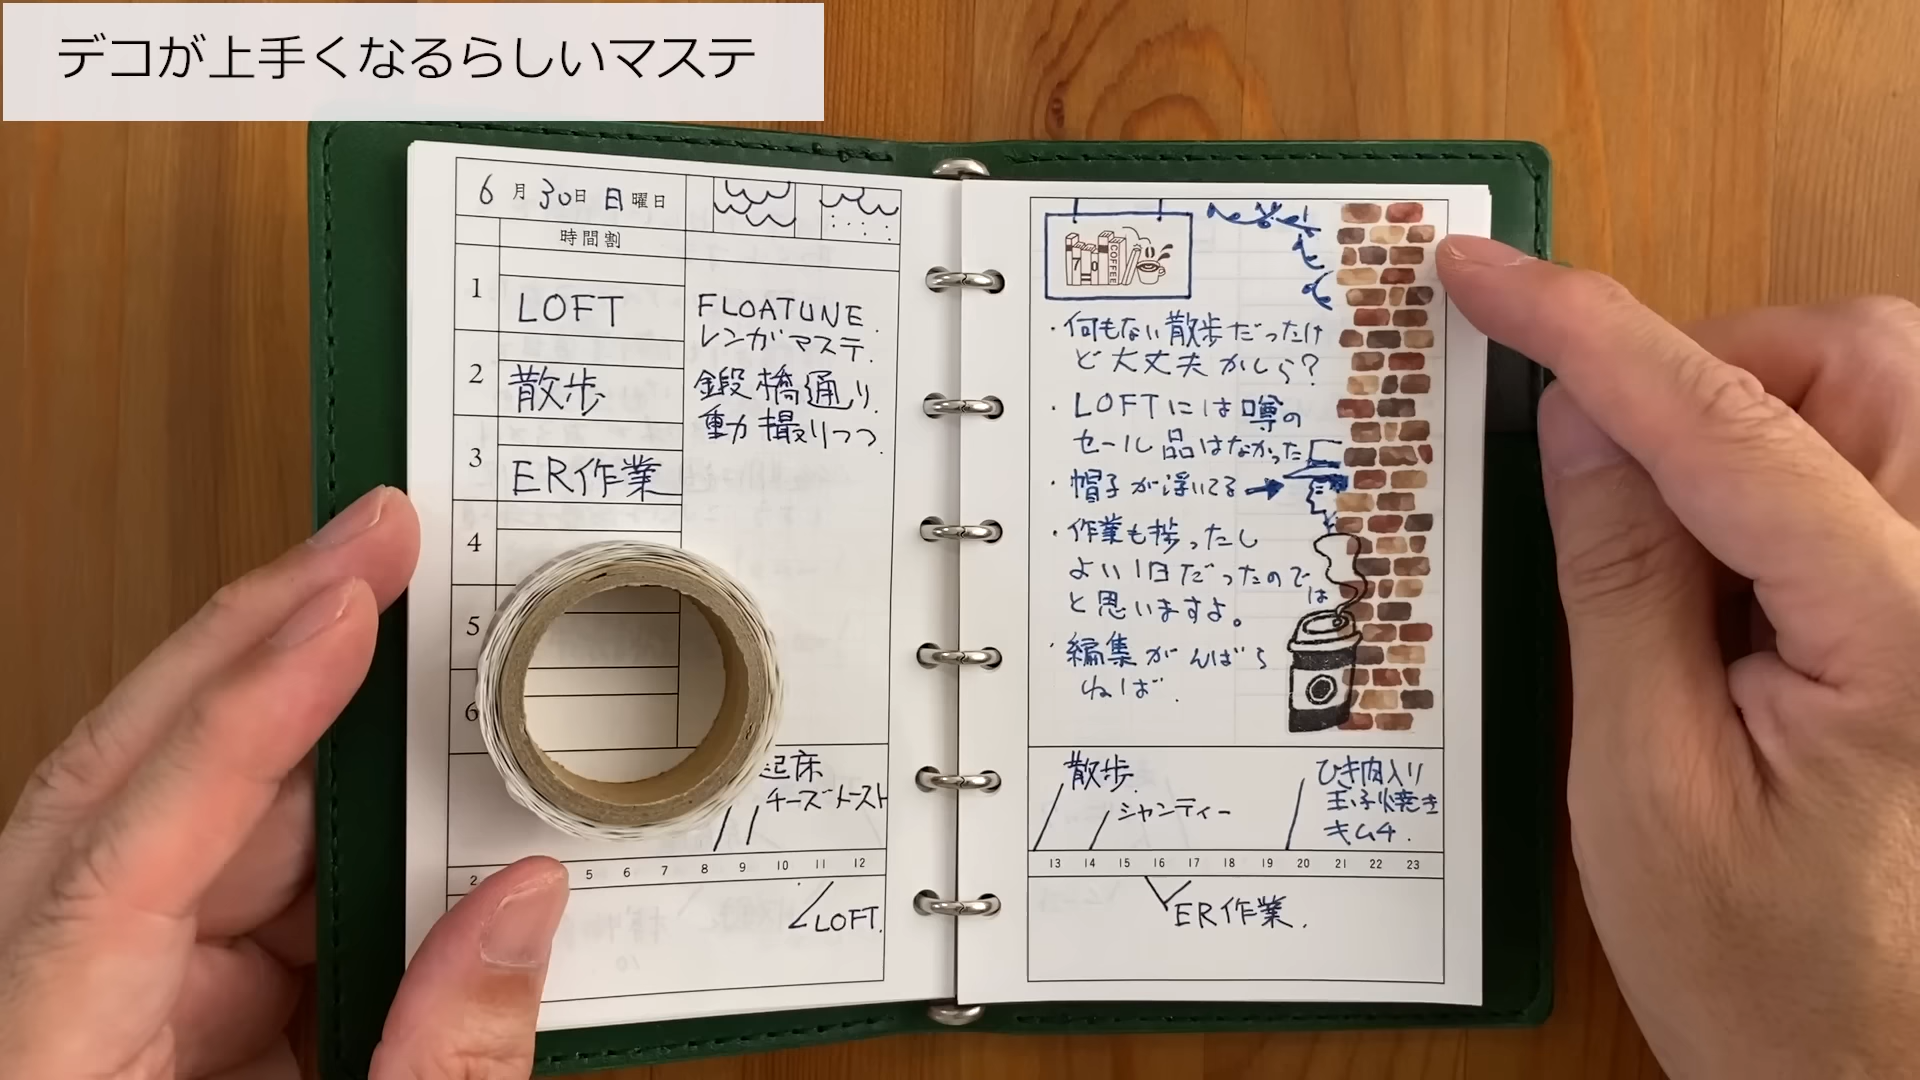 デコが上手くなるらしいマステ
6月30日日曜日
時間割
1
LOFT
2
散歩
3
ER作業
4
5
6
FLOATUNE.
レンガマステ.
鍛橋通り
動撮りつつ.
起床
チーズトースト
2 5 6 7 8 9 10 11 12
LOFT.
7 0 COFFEE
・何もない散歩だったけ
ど大丈夫かしら?
・LOFTには噂の
セール品はなかった
・帽子が浮いてる→
・作業も捗ったし
よい1日だったのでは
と思いますよ。
・編集がんばら
ねば.
散歩.
シャンティー
ひき肉入り
玉子焼き
キムチ.
13 14 15 16 17 18 19 20 21 22 23
ER作業.